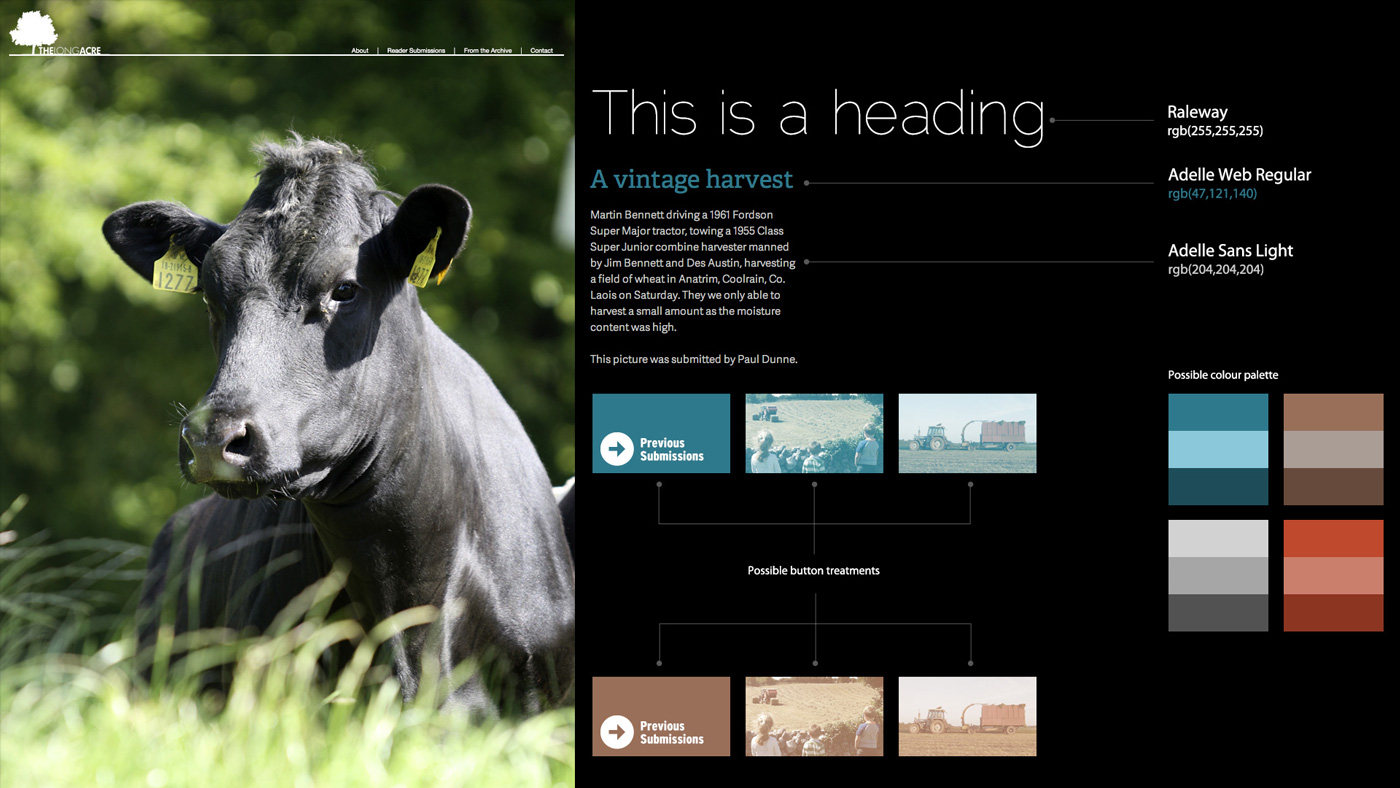 THELONGACRE
About | Reader Submissions | From the Archive | Contact
1277
This is a heading
Raleway
rgb(255,255,255)
A vintage harvest
Adelle Web Regular
rgb(47,121,140)
Martin Bennett driving a 1961 Fordson
Super Major tractor, towing a 1955 Class
Super Junior combine harvester manned
by Jim Bennett and Des Austin, harvesting
a field of wheat in Anatrim, Coolrain, Co.
Laois on Saturday. They we only able to
harvest a small amount as the moisture
content was high.
This picture was submitted by Paul Dunne.
Adelle Sans Light
rgb(204,204,204)
Possible colour palette
Previous
Submissions
Possible button treatments
Previous
Submissions